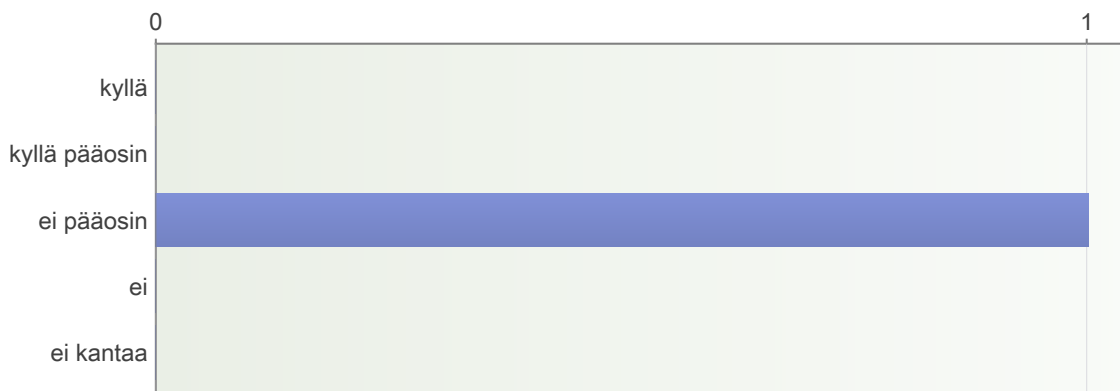 0 1
kyllä
kyllä pääosin
ei pääosin
ei
ei kantaa